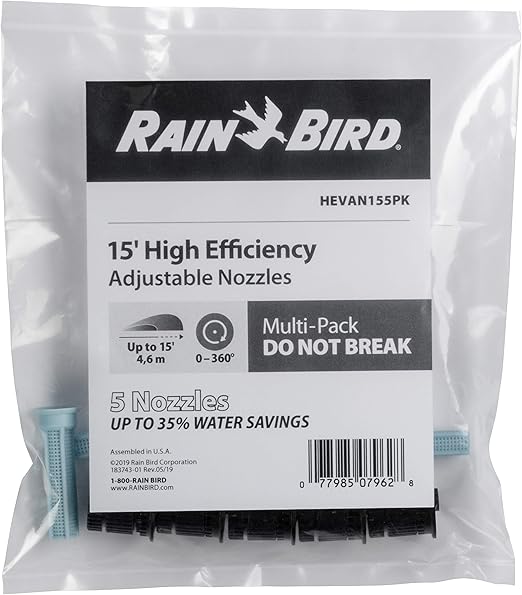 RAIN BIRD®
HEVAN155PK
15' High Efficiency
Adjustable Nozzles
Up to 15'
4,6 m
0–360°
Multi-Pack
DO NOT BREAK
5 Nozzles
UP TO 35% WATER SAVINGS
Assembled in U.S.A.
©2019 Rain Bird Corporation
183743-01 Rev.05/19
1-800-RAIN BIRD
www.RAINBIRD.com
0 77985 07962 8